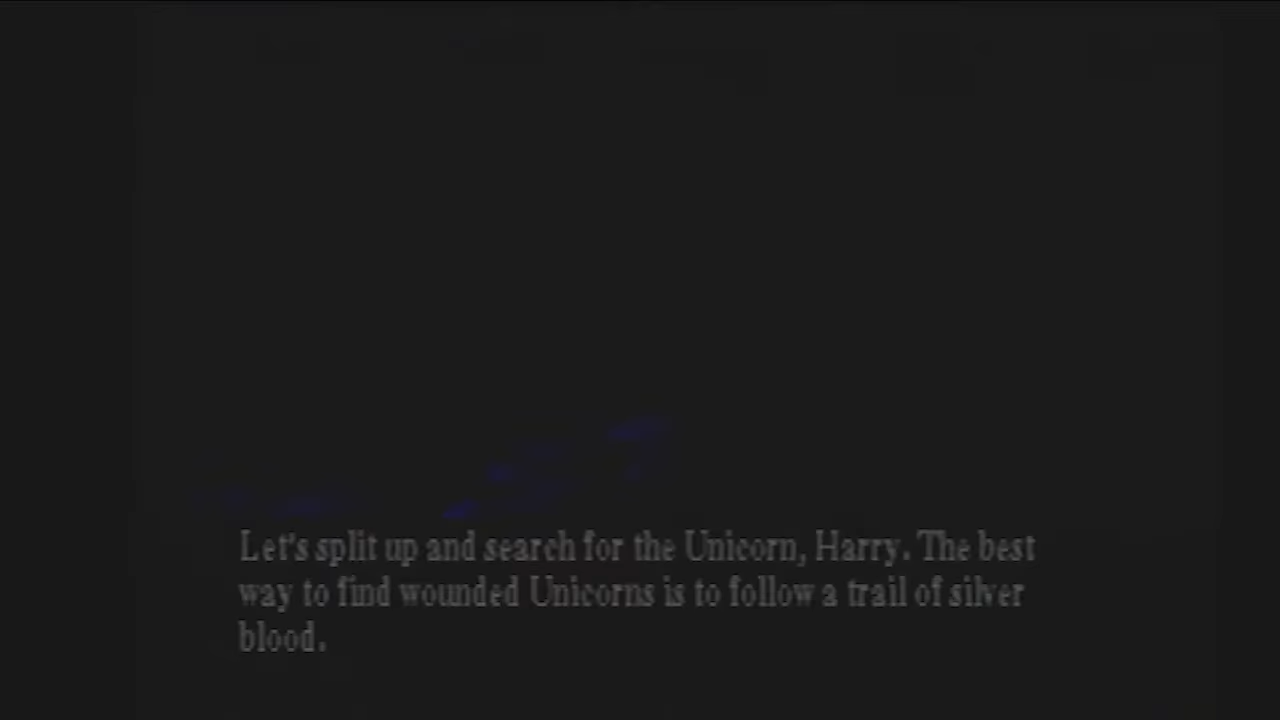 Let's split up and search for the Unicorn, Harry. The best
way to find wounded Unicorns is to follow a trail of silver
blood.